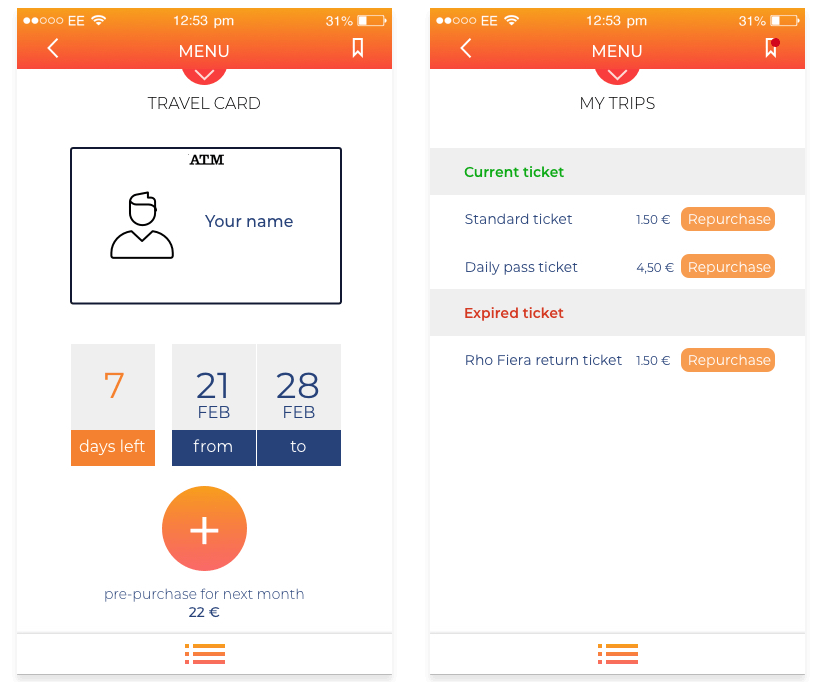 EE 12:53 pm 31%
MENU
TRAVEL CARD
ATM
Your name
7
days left
21
FEB
from
28
FEB
to
+
pre-purchase for next month
22 €
EE 12:53 pm 31%
MENU
MY TRIPS
Current ticket
Standard ticket 1.50 € Repurchase
Daily pass ticket 4,50 € Repurchase
Expired ticket
Rho Fiera return ticket 1.50 € Repurchase